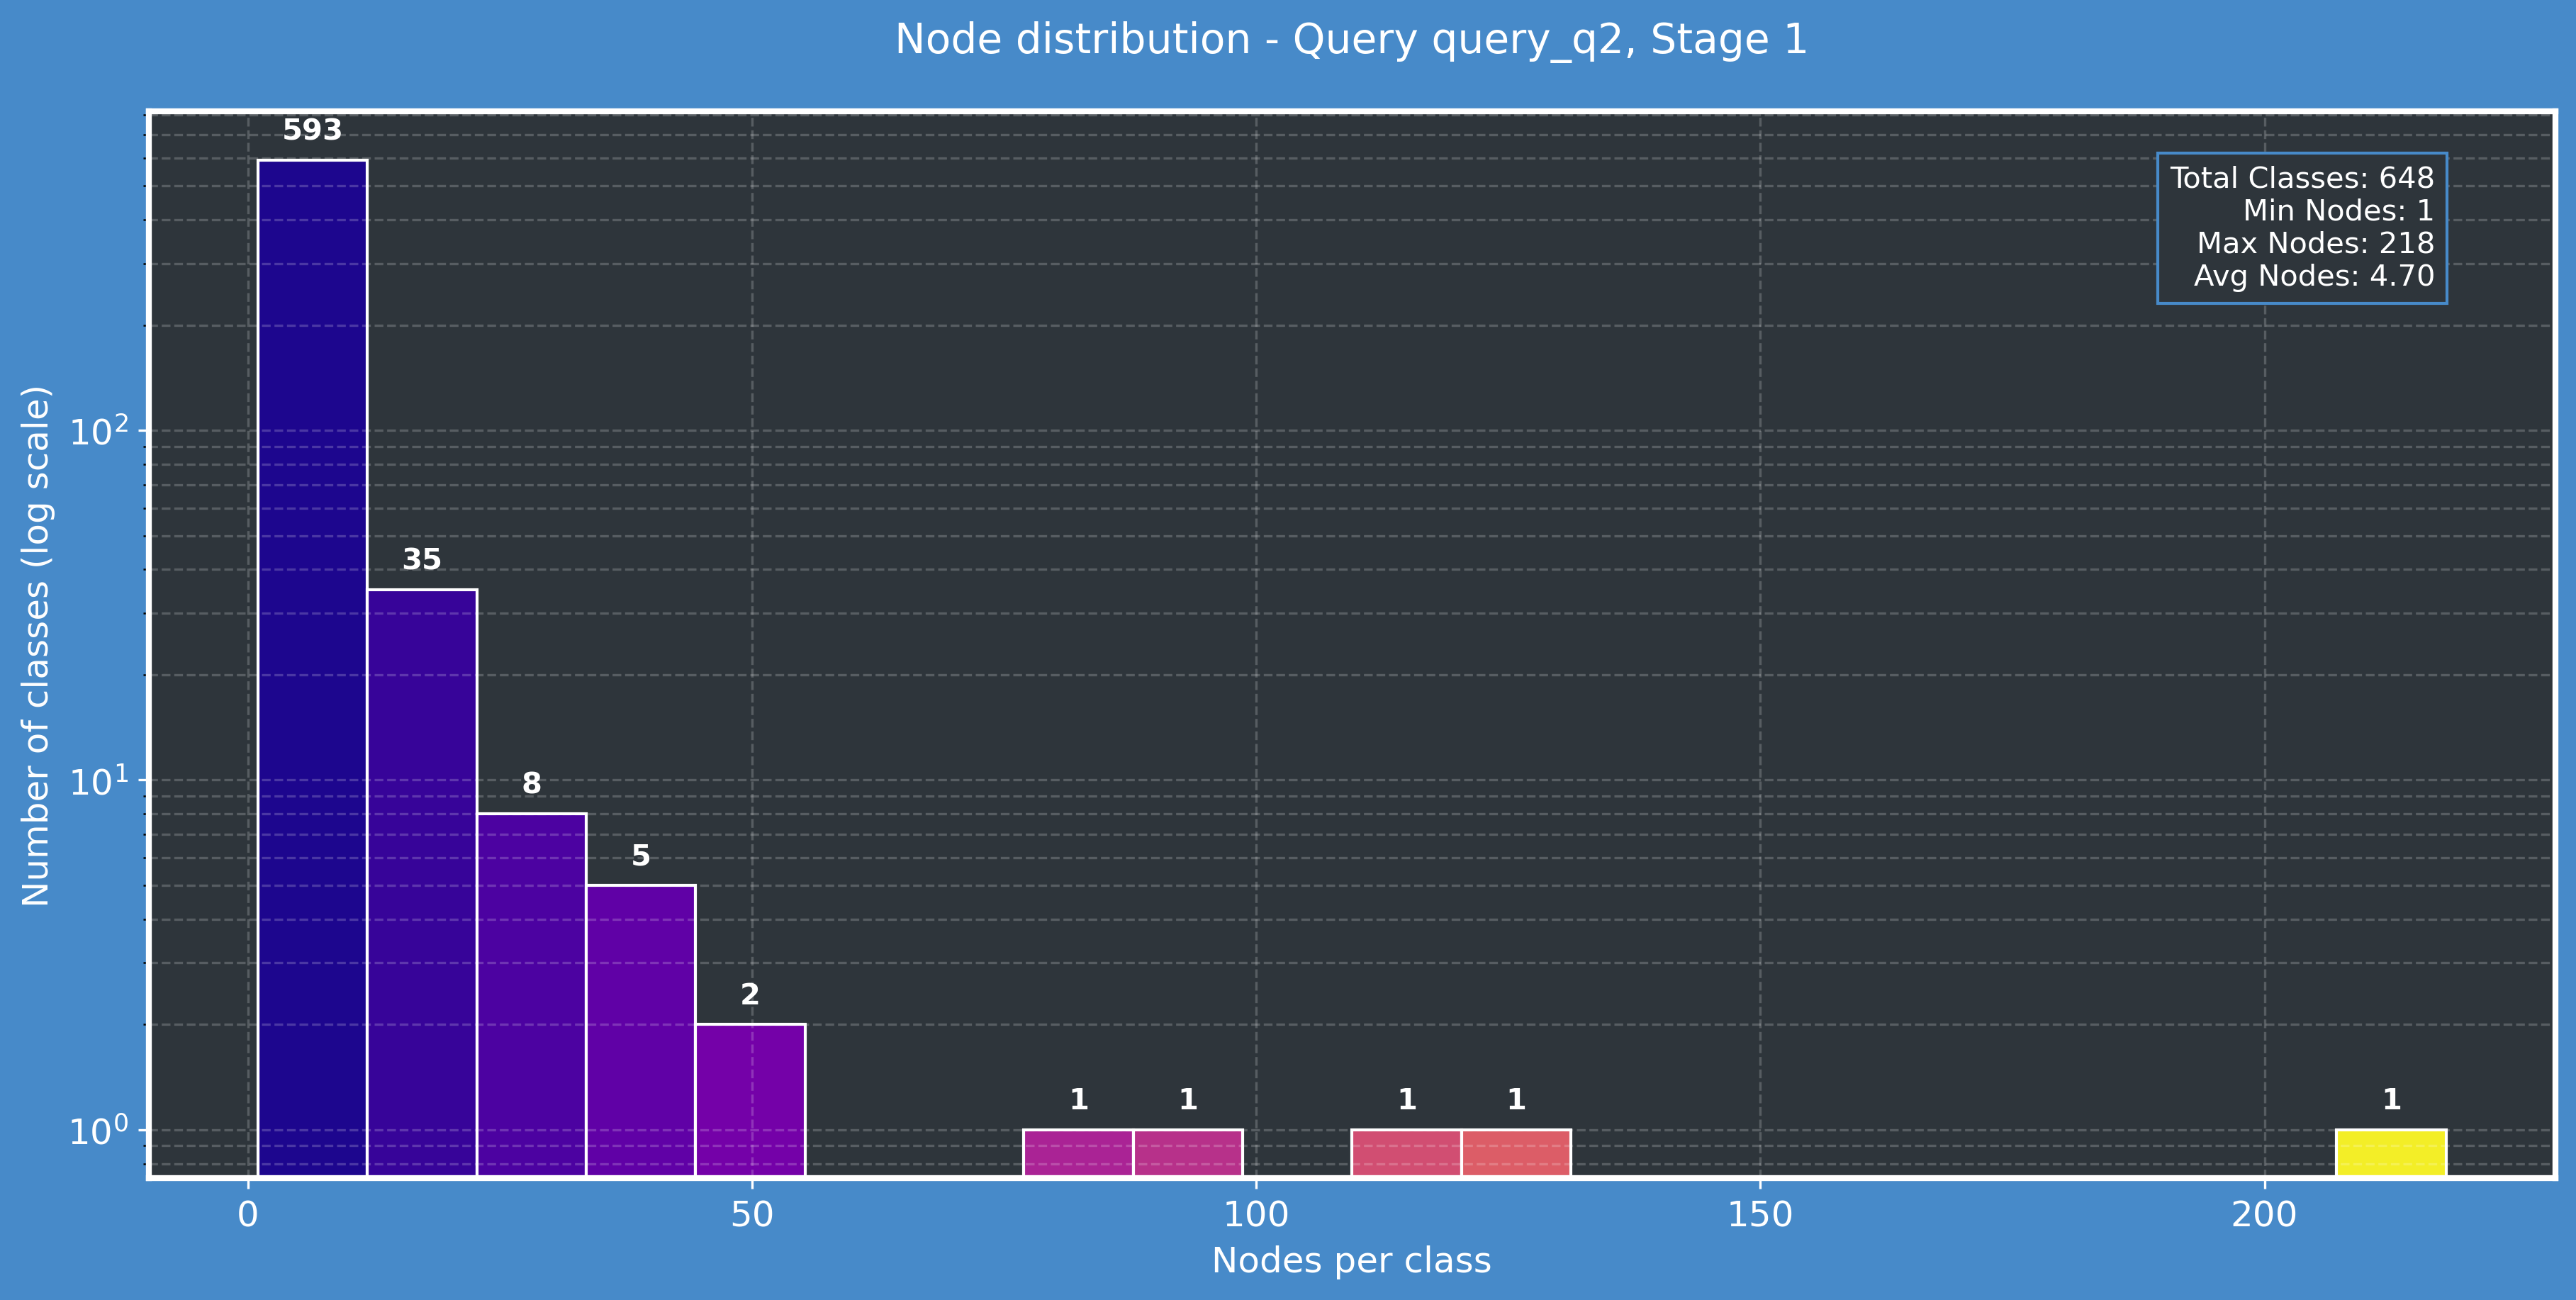 Node distribution - Query query_q2, Stage 1
593
35
8
5
2
1
1
1
1
1
Total Classes: 648
Min Nodes: 1
Max Nodes: 218
Avg Nodes: 4.70
Number of classes (log scale)
10²
10¹
10⁰
0
50
100
150
200
Nodes per class